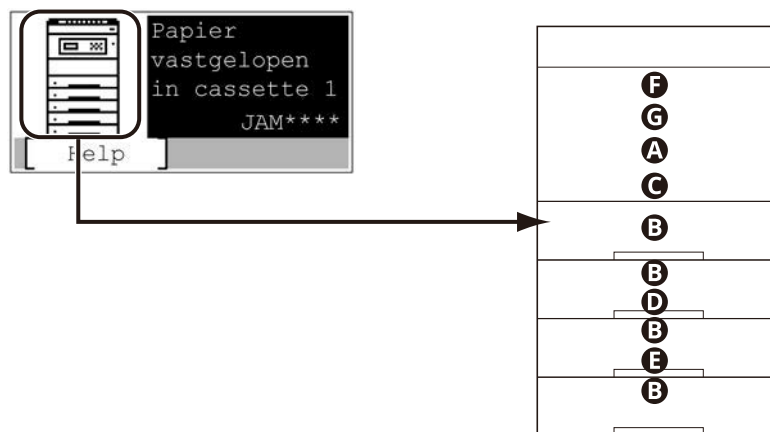 Papier
vastgelopen
in cassette 1
JAM****
Help
F
G
A
C
B
B
D
B
E
B